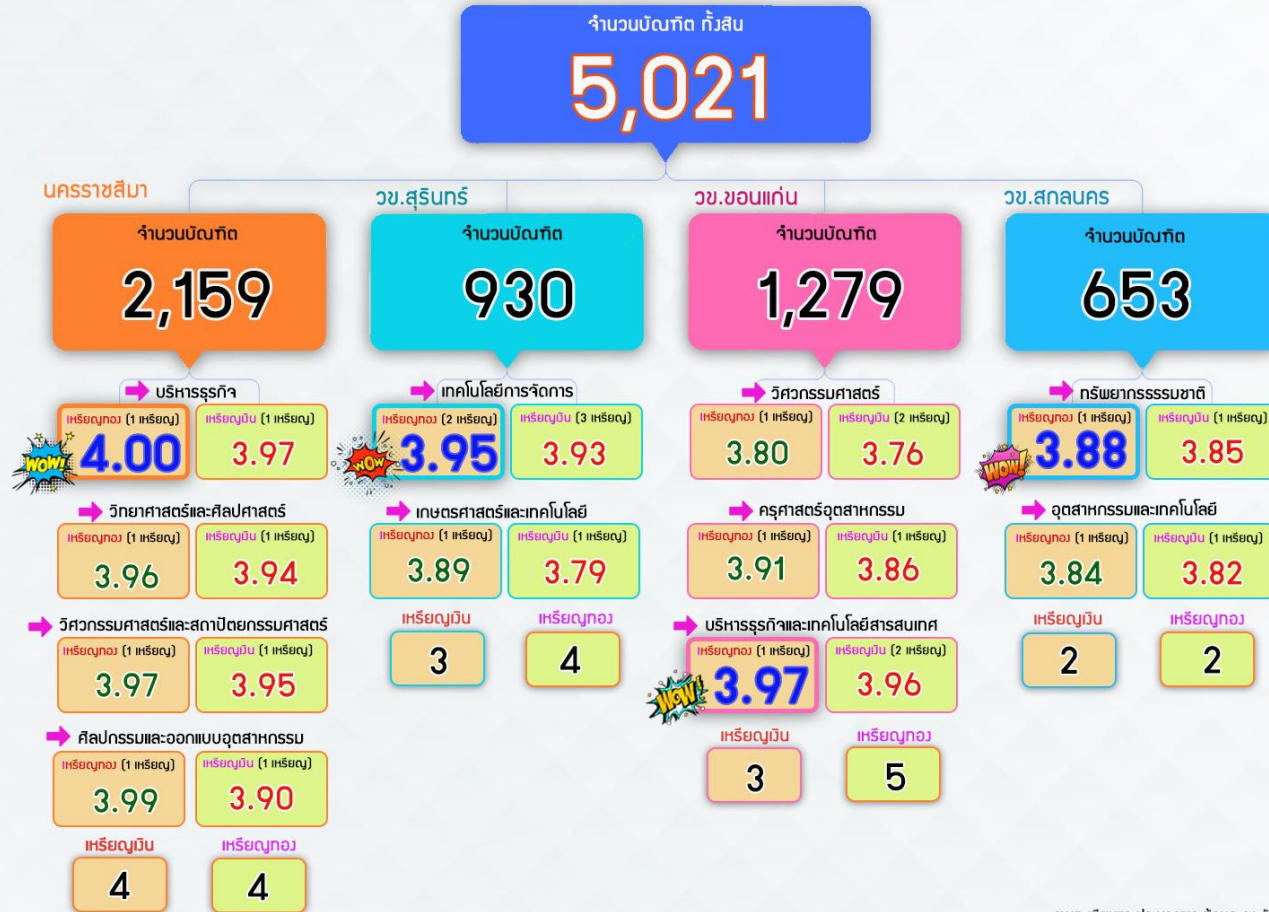 จำนวนบัณฑิต ทั้งสิน
5,021
นครราชสีมา
จำนวนบัณฑิต
2,159
บริหารธุรกิจ
เหรียญทอง (1 เหรียญ)
WOW!
4.00
เหรียญเงิน (1 เหรียญ)
3.97
วิทยาศาสตร์และศิลปศาสตร์
เหรียญทอง (1 เหรียญ)
3.96
เหรียญเงิน (1 เหรียญ)
3.94
วิศวกรรมศาสตร์และสถาปัตยกรรมศาสตร์
เหรียญทอง (1 เหรียญ)
3.97
เหรียญเงิน (1 เหรียญ)
3.95
ศิลปกรรมและออกแบบอุตสาหกรรม
เหรียญทอง (1 เหรียญ)
3.99
เหรียญเงิน (1 เหรียญ)
3.90
เหรียญเงิน
4
เหรียญทอง
4
วข.สุรินทร์
จำนวนบัณฑิต
930
เทคโนโลยีการจัดการ
เหรียญทอง (2 เหรียญ)
WOW
3.95
เหรียญเงิน (3 เหรียญ)
3.93
เกษตรศาสตร์และเทคโนโลยี
เหรียญทอง (1 เหรียญ)
3.89
เหรียญเงิน (1 เหรียญ)
3.79
เหรียญเงิน
3
เหรียญทอง
4
วข.ขอนแก่น
จำนวนบัณฑิต
1,279
วิศวกรรมศาสตร์
เหรียญทอง (1 เหรียญ)
3.80
เหรียญเงิน (2 เหรียญ)
3.76
ครุศาสตร์อุตสาหกรรม
เหรียญทอง (1 เหรียญ)
3.91
เหรียญเงิน (1 เหรียญ)
3.86
บริหารธุรกิจและเทคโนโลยีสารสนเทศ
เหรียญทอง (1 เหรียญ)
WOW!
3.97
เหรียญเงิน (2 เหรียญ)
3.96
เหรียญเงิน
3
เหรียญทอง
5
วข.สกลนคร
จำนวนบัณฑิต
653
ทรัพยากรรรรมชาติ
เหรียญทอง (1 เหรียญ)
WOW!
3.88
เหรียญเงิน (1 เหรียญ)
3.85
อุตสาหกรรมและเทคโนโลยี
เหรียญทอง (1 เหรียญ)
3.84
เหรียญเงิน (1 เหรียญ)
3.82
เหรียญเงิน
2
เหรียญทอง
2